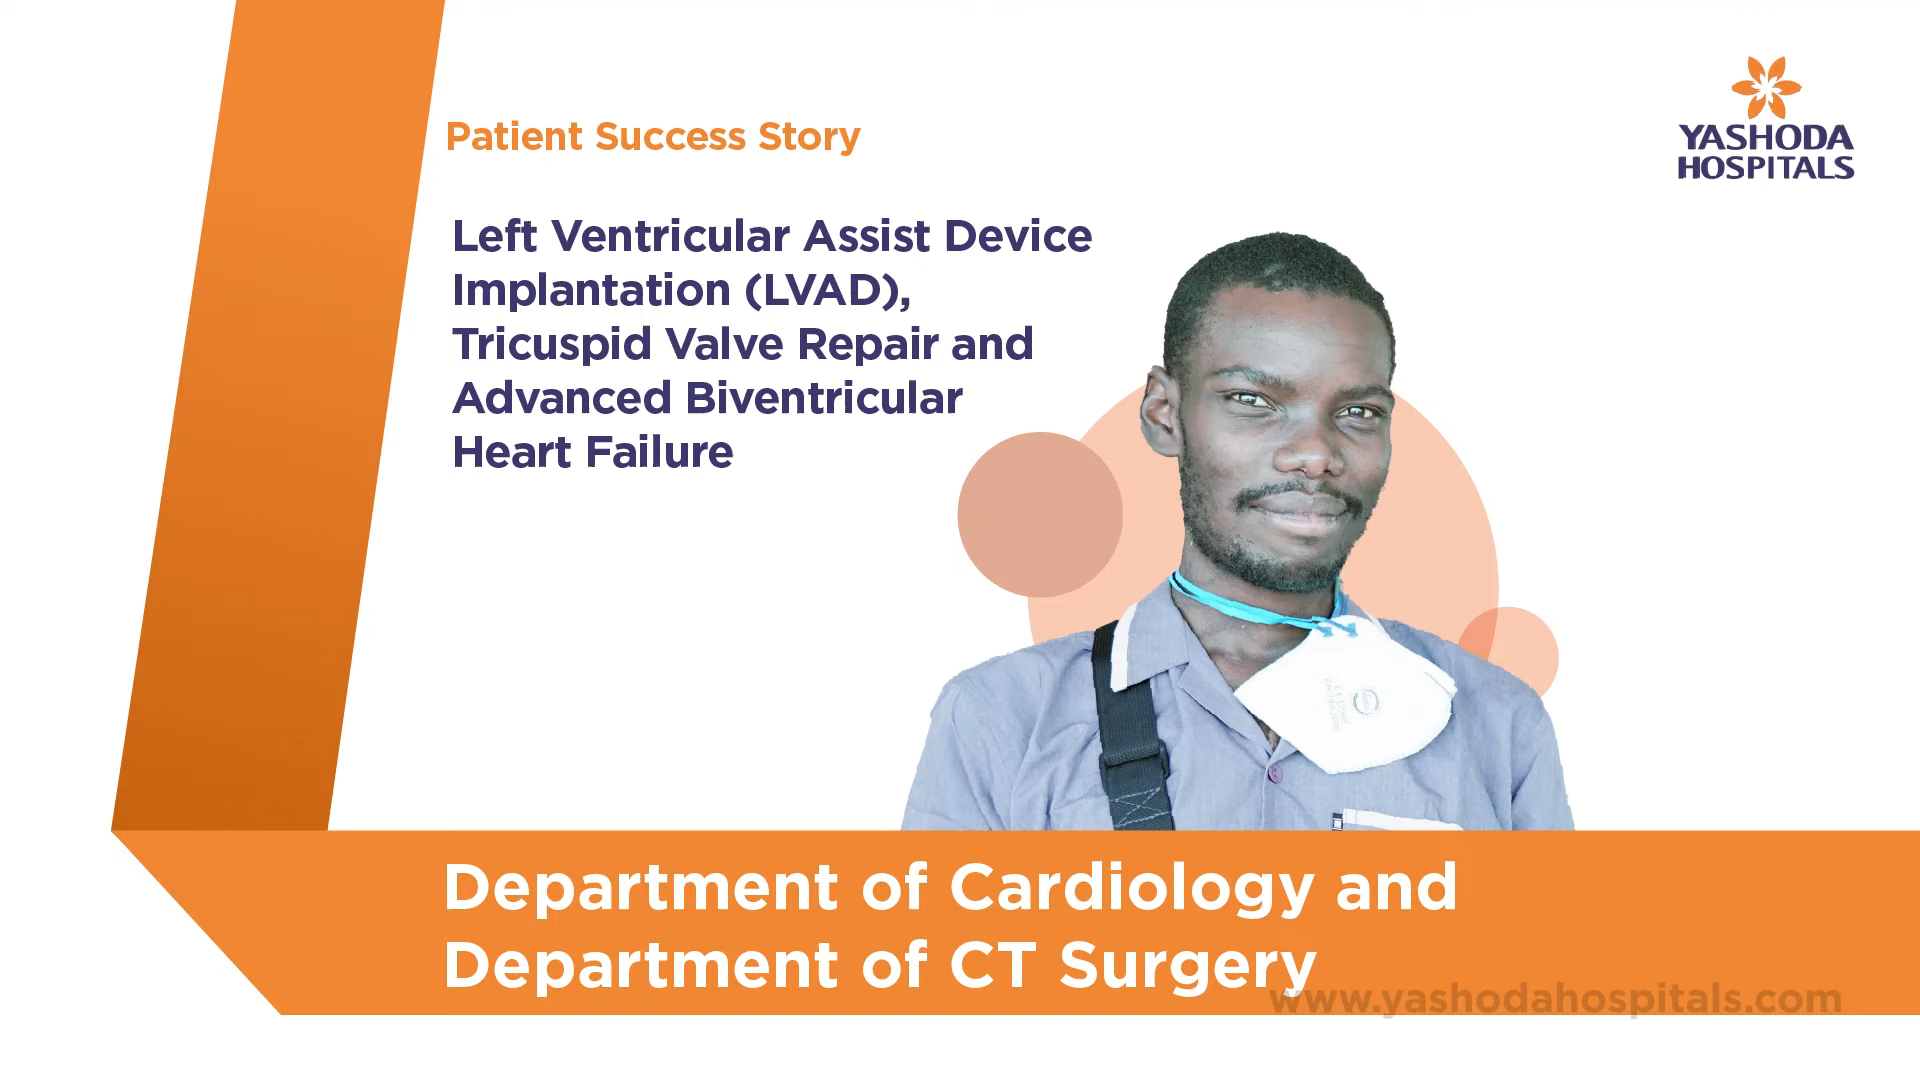 Patient Success Story
YASHODA
HOSPITALS
Left Ventricular Assist Device
Implantation (LVAD),
Tricuspid Valve Repair and
Advanced Biventricular
Heart Failure
Department of Cardiology and
Department of CT Surgery
www.yashodahospitals.com